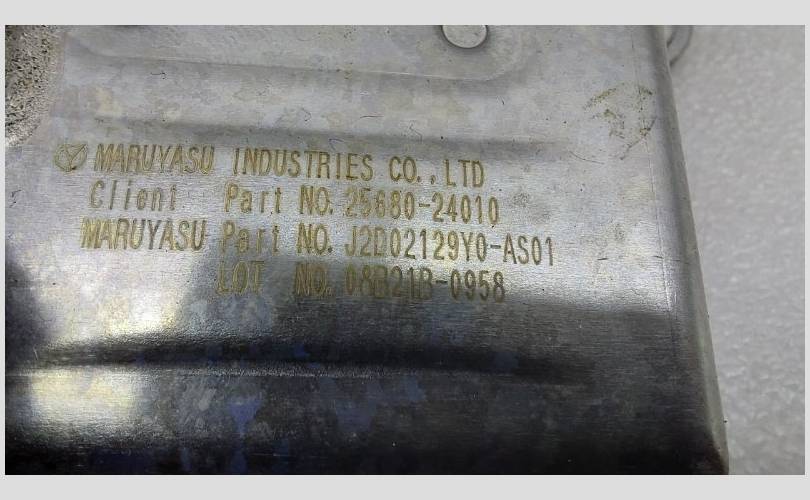 MARUYASU INDUSTRIES CO., LTD
Client Part NO. 25680-24010
MARUYASU Part NO. J2D02129Y0-AS01
LOT NO. 08B21B-0958